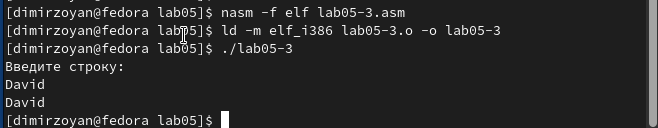 [dimirzoyan@fedora lab05]$ nasm -f elf lab05-3.asm
[dimirzoyan@fedora lab05]$ ld -m elf_i386 lab05-3.o -o lab05-3
[dimirzoyan@fedora lab05]$ ./lab05-3
Введите строку:
David
David
[dimirzoyan@fedora lab05]$